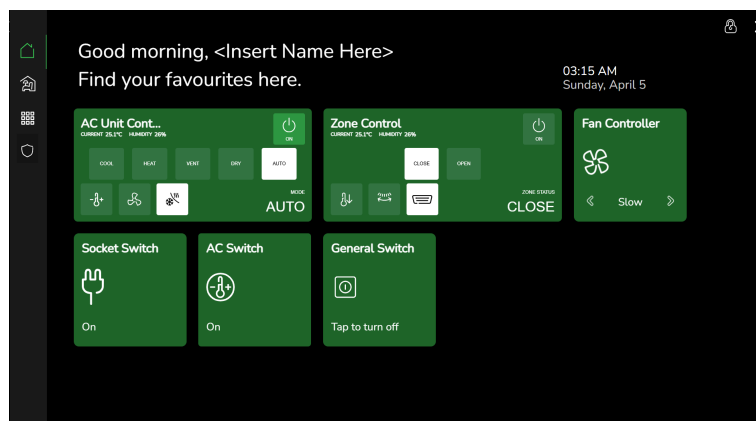 Good morning, <Insert Name Here>
Find your favourites here.
03:15 AM
Sunday, April 5
AC Unit Cont...
CURRENT 25.1°C HUMIDITY 26%
ON
COOL HEAT VENT DRY AUTO
MODE
AUTO
Zone Control
CURRENT 25.1°C HUMIDITY 26%
ON
CLOSE OPEN
ZONE STATUS
CLOSE
Fan Controller
Slow
Socket Switch
On
AC Switch
On
General Switch
Tap to turn off